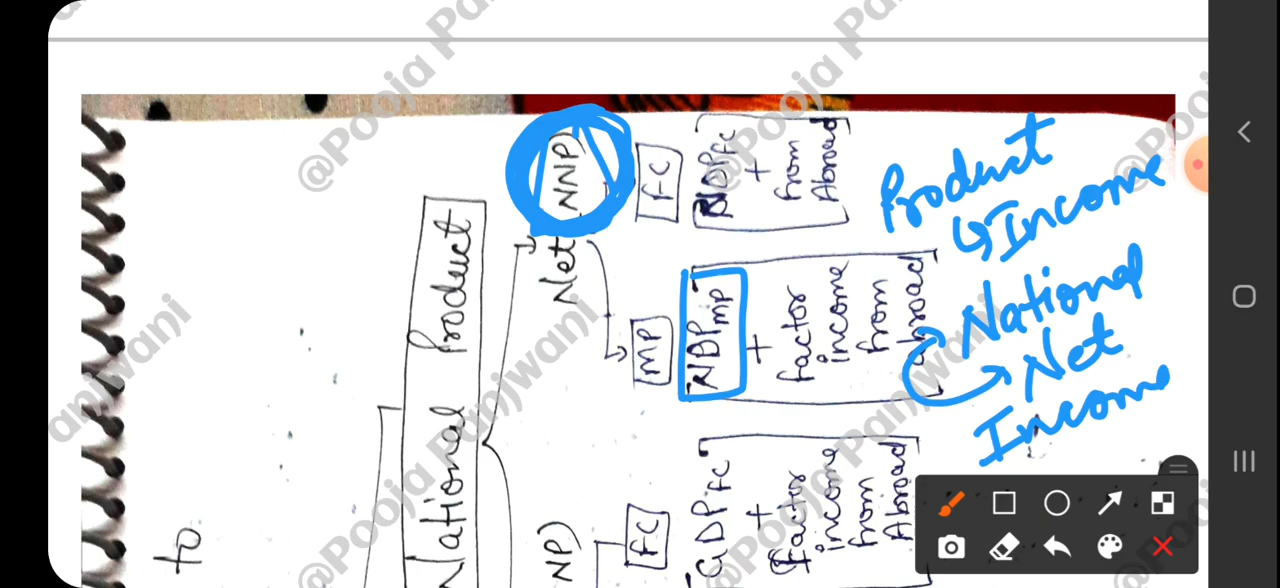 @Pooja Panjwani
National Product
Net (NNP)
FC
NDPFC
+
from
Abroad
MP
NDPMP
+
factor
income
from
abroad
NP)
FC
GDPFC
+
factor
income
from
Abroad
to
Product
↳ Income
National
Net
Income